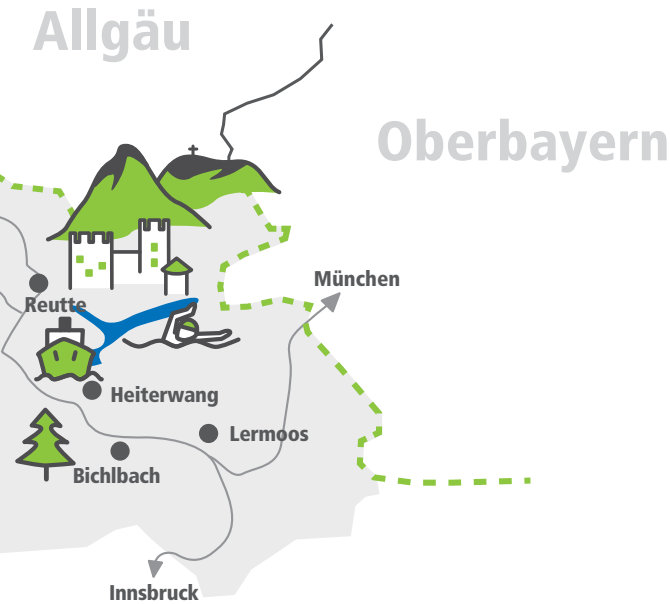 Allgäu
Oberbayern
München
Reutte
Heiterwang
Lermoos
Bichlbach
Innsbruck